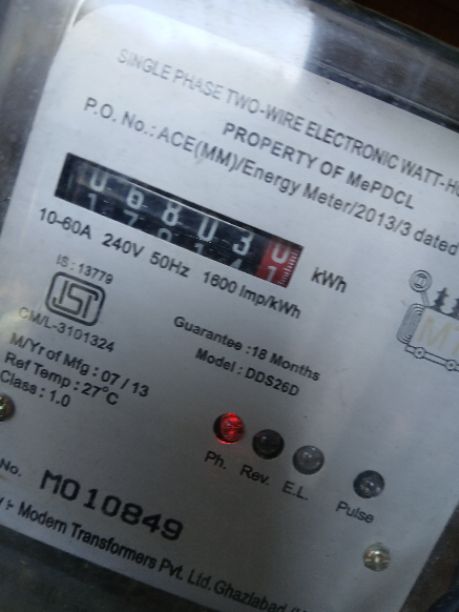 SINGLE PHASE TWO-WIRE ELECTRONIC WATT-H
PROPERTY OF MePDCL
P.O. No.: ACE(MM)/Energy Meter/2013/3 dated
kWh
10-60A 240V 50Hz 1600 Imp/kWh
IS : 13779
CM/L-3101324
Guarantee :18 Months
Model : DDS26D
M/Yr of Mfg : 07 / 13
Ref Temp : 27°C
Class : 1.0
Ph. Rev. E.L. Pulse
No. MO10849
Modern Transformers Pvt. Ltd. Ghaziabad